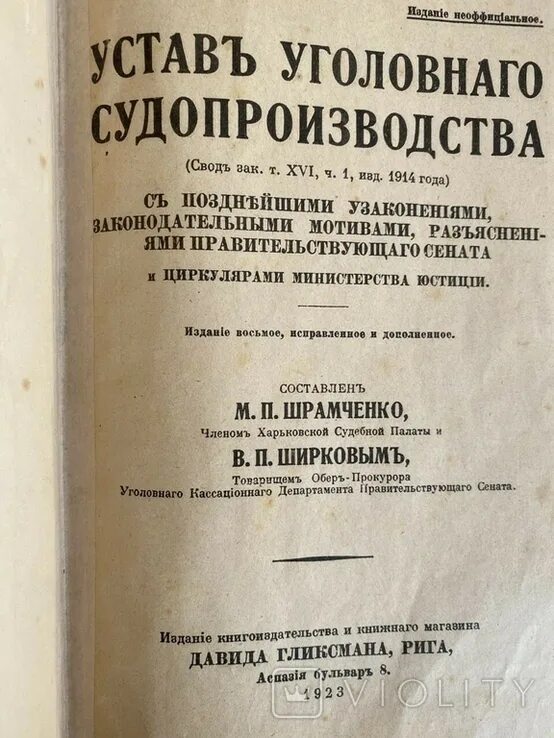 Изданіе неоффиціальное.
УСТАВЪ УГОЛОВНАГО
СУДОПРОИЗВОДСТВА
(Сводъ зак. т. XVI, ч. 1, изд. 1914 года)
СЪ ПОЗДНѢЙШИМИ УЗАКОНЕНІЯМИ,
ЗАКОНОДАТЕЛЬНЫМИ МОТИВАМИ, РАЗЪЯСНЕНІ-
ЯМИ ПРАВИТЕЛЬСТВУЮЩАГО СЕНАТА
и ЦИРКУЛЯРАМИ МИНИСТЕРСТВА ЮСТИЦІИ.
Изданіе восьмое, исправленное и дополненное.
СОСТАВЛЕНЪ
М. П. ШРАМЧЕНКО,
Членомъ Харьковской Судебной Палаты и
В. П. ШИРКОВЫМЪ,
Товарищемъ Оберъ-Прокурора
Уголовнаго Кассаціоннаго Департамента Правительствующаго Сената.
Изданіе книгоиздательства и книжнаго магазина
ДАВИДА ГЛИКСМАНА, РИГА,
Аспазія бульваръ 8.
1923
VIOLITY